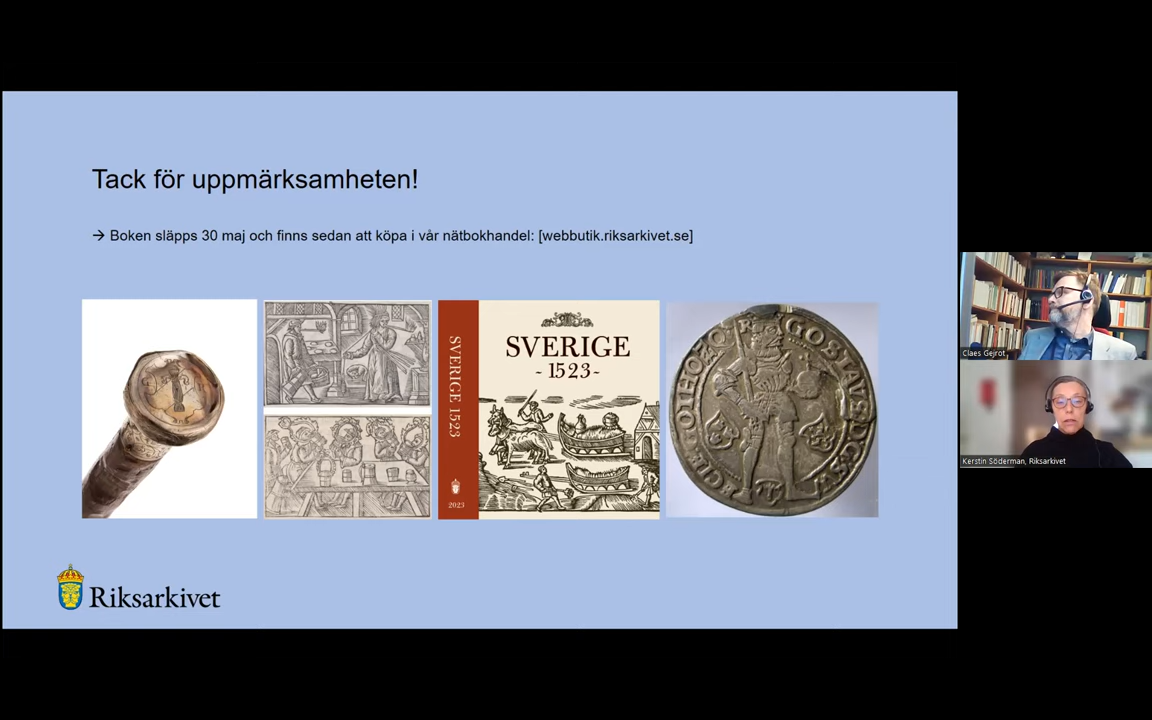 Tack för uppmärksamheten!
→ Boken släpps 30 maj och finns sedan att köpa i vår nätbokhandel: [webbutik.riksarkivet.se]
SVERIGE 1523
2023
SVERIGE
~ 1523 ~
GOSTAVS
Riksarkivet
Claes Gejrot
Kerstin Söderman, Riksarkivet